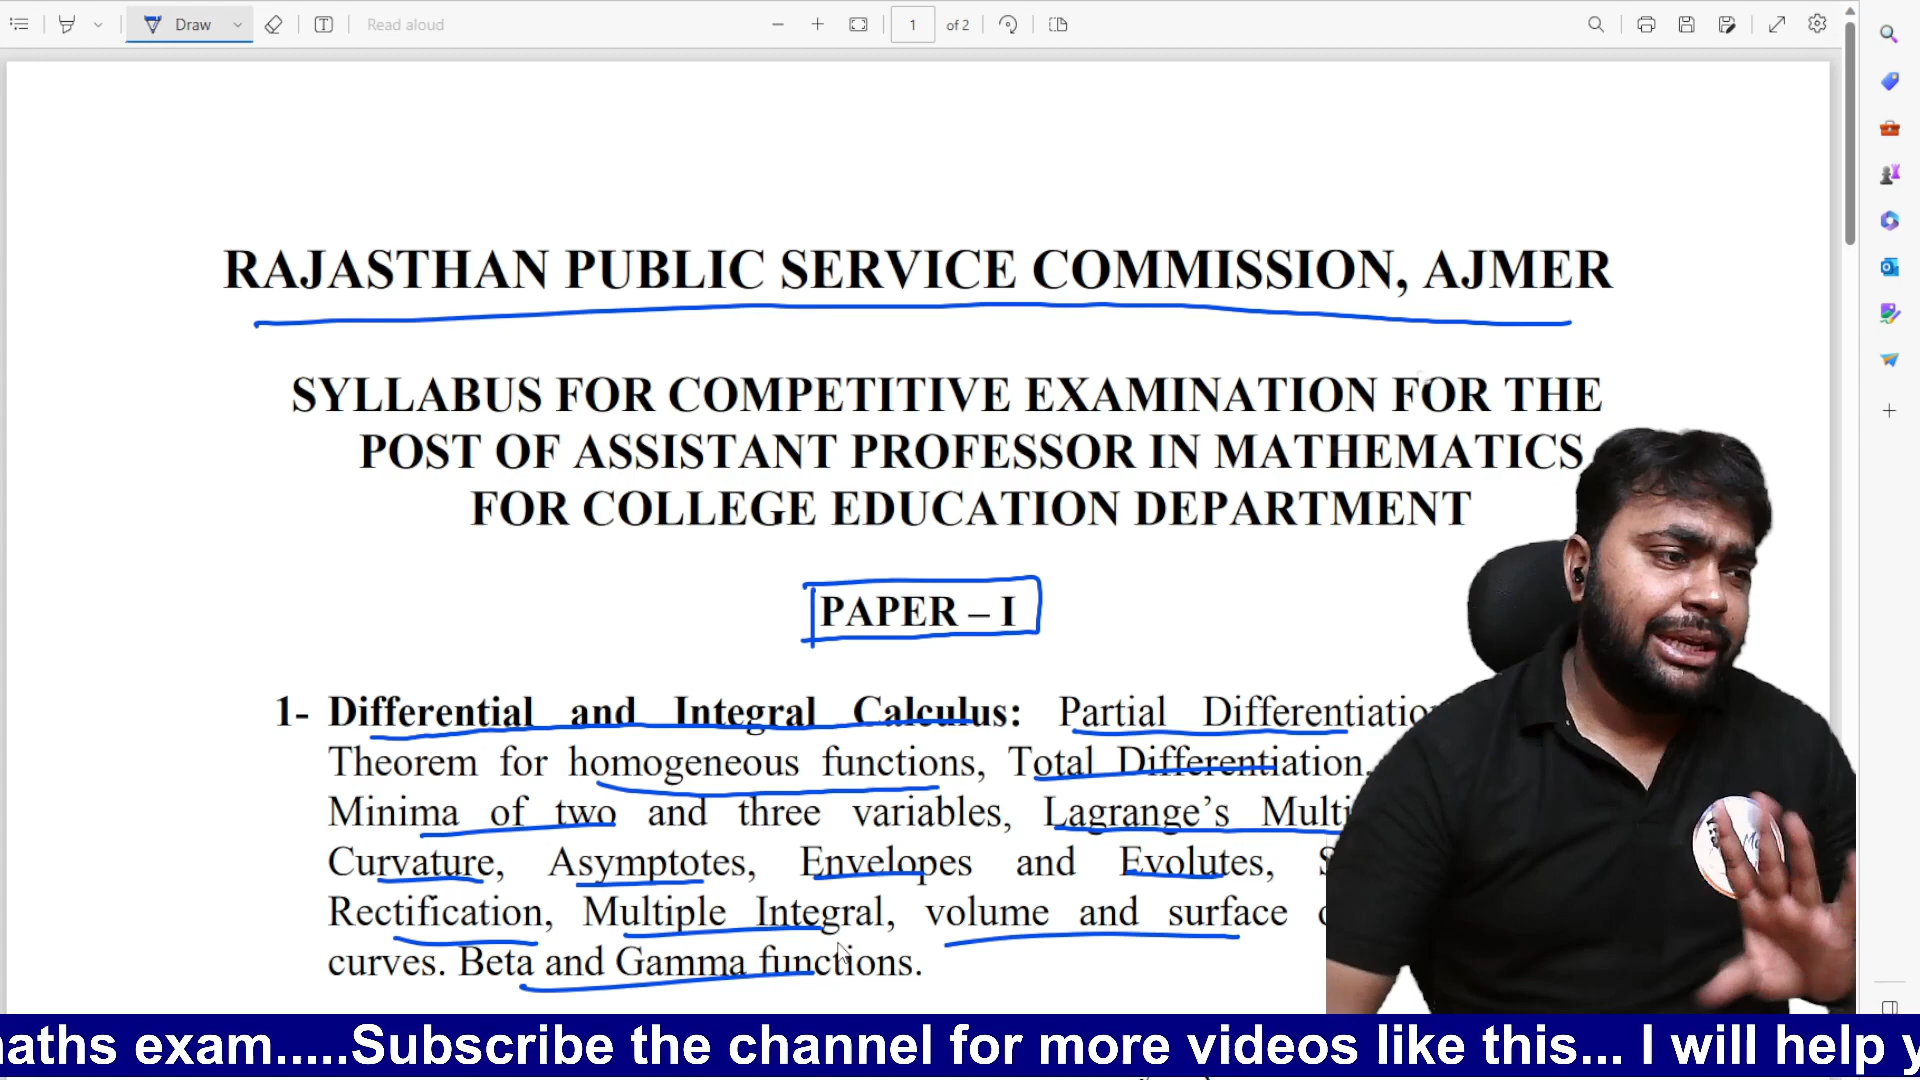 Draw
Read aloud
1 of 2
RAJASTHAN PUBLIC SERVICE COMMISSION, AJMER
SYLLABUS FOR COMPETITIVE EXAMINATION FOR THE
POST OF ASSISTANT PROFESSOR IN MATHEMATICS
FOR COLLEGE EDUCATION DEPARTMENT
PAPER – I
1- Differential and Integral Calculus: Partial Differentiation
Theorem for homogeneous functions, Total Differentiation.
Minima of two and three variables, Lagrange's
Curvature, Asymptotes, Envelopes and Evolutes,
Rectification, Multiple Integral, volume and surface
curves. Beta and Gamma functions.
maths exam.....Subscribe the channel for more videos like this... I will help